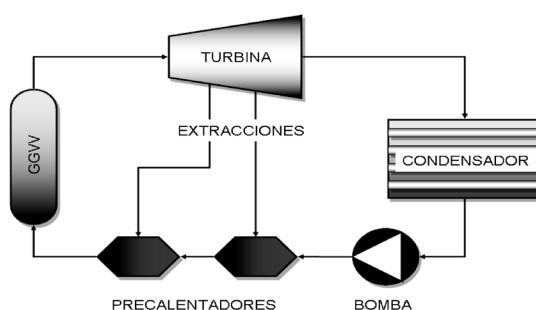 TURBINA
EXTRACCIONES
GGVV
CONDENSADOR
PRECALENTADORES
BOMBA